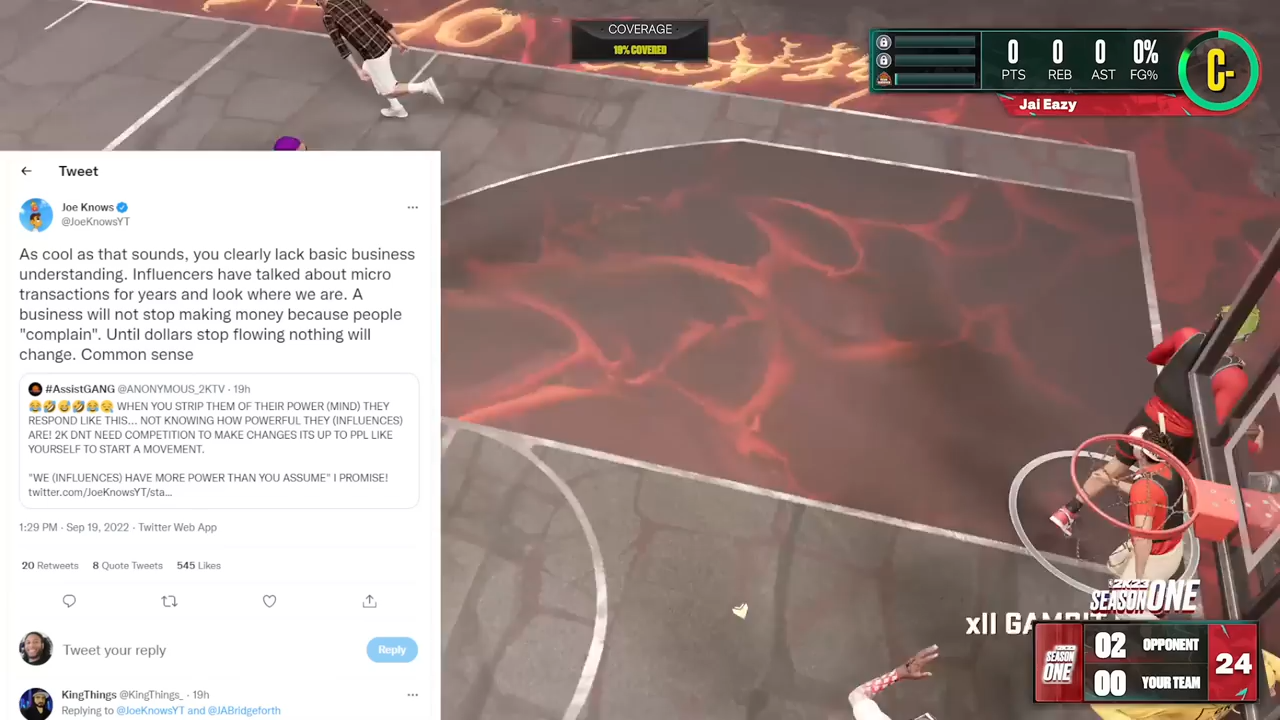 COVERAGE
19% COVERED
0 0 0 0%
PTS REB AST FG%
C-
Jai Eazy
← Tweet
Joe Knows
@JoeKnowsYT
As cool as that sounds, you clearly lack basic business
understanding. Influencers have talked about micro
transactions for years and look where we are. A
business will not stop making money because people
"complain". Until dollars stop flowing nothing will
change. Common sense
#AssistGANG @ANONYMOUS_2KTV · 19h
😂🤣😅🤣😂😥 WHEN YOU STRIP THEM OF THEIR POWER (MIND) THEY
RESPOND LIKE THIS... NOT KNOWING HOW POWERFUL THEY (INFLUENCES)
ARE! 2K DNT NEED COMPETITION TO MAKE CHANGES ITS UP TO PPL LIKE
YOURSELF TO START A MOVEMENT.
"WE (INFLUENCES) HAVE MORE POWER THAN YOU ASSUME" I PROMISE!
twitter.com/JoeKnowsYT/sta...
1:29 PM · Sep 19, 2022 · Twitter Web App
20 Retweets 8 Quote Tweets 545 Likes
Tweet your reply
Reply
KingThings @KingThings_ · 19h
Replying to @JoeKnowsYT and @JABridgeforth
2K23
SEASON ONE
xII
2K23
SEASON
ONE
02 OPPONENT
00 YOUR TEAM
24